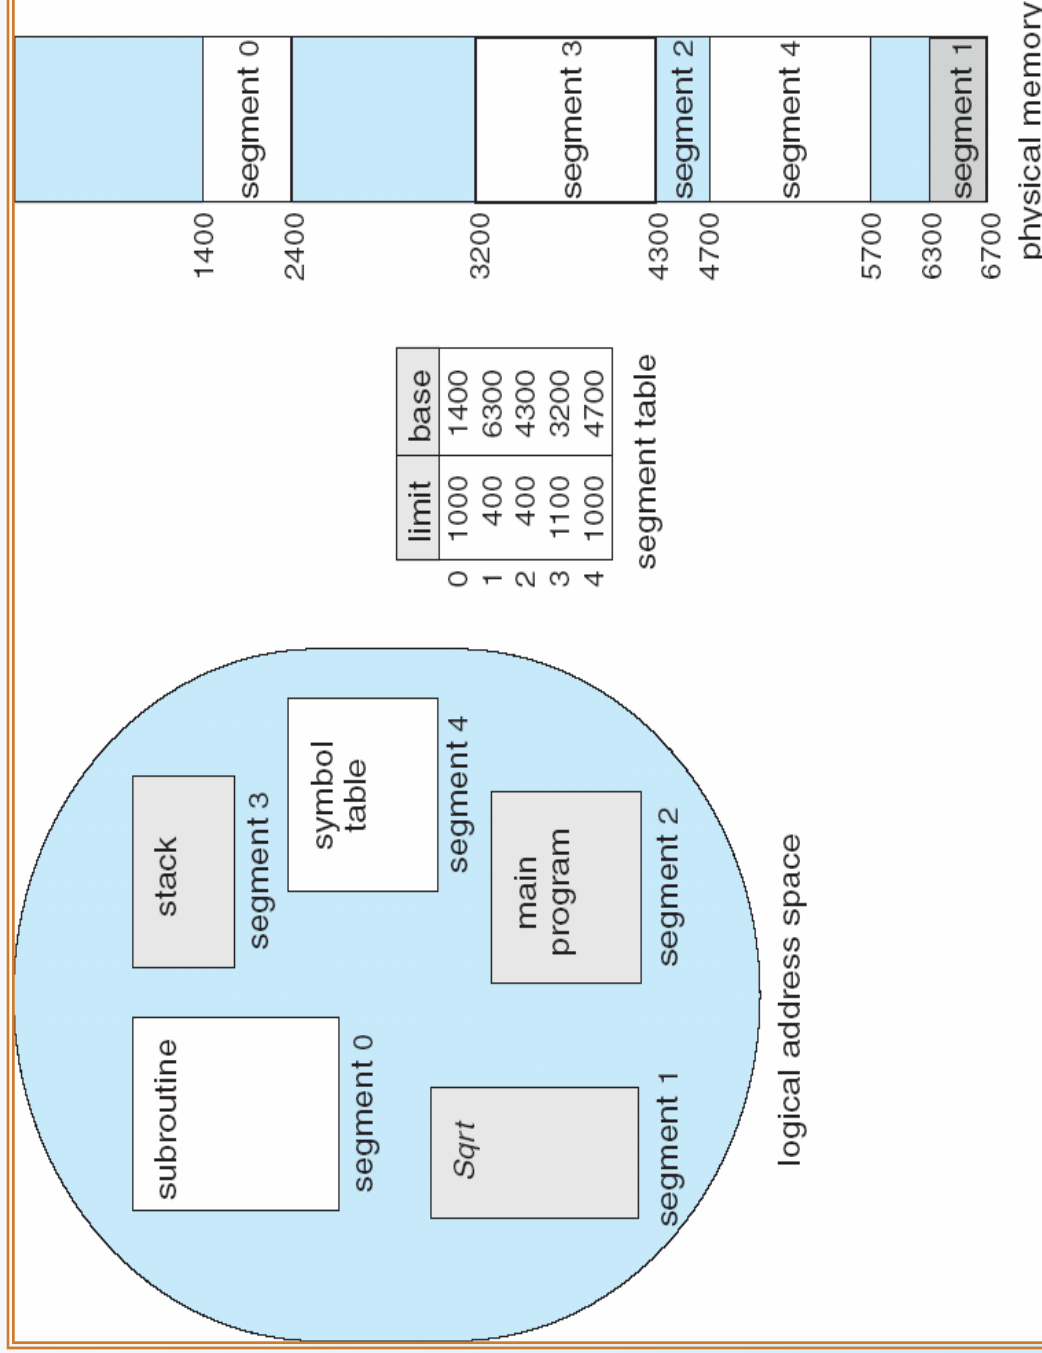 subroutine
segment 0
stack
segment 3
symbol
table
segment 4
Sqrt
segment 1
main
program
segment 2
logical address space
limit base
0 1000 1400
1 400 6300
2 400 4300
3 1100 3200
4 1000 4700
segment table
1400
segment 0
2400
3200
segment 3
4300
segment 2
4700
segment 4
5700
6300
segment 1
6700
physical memory